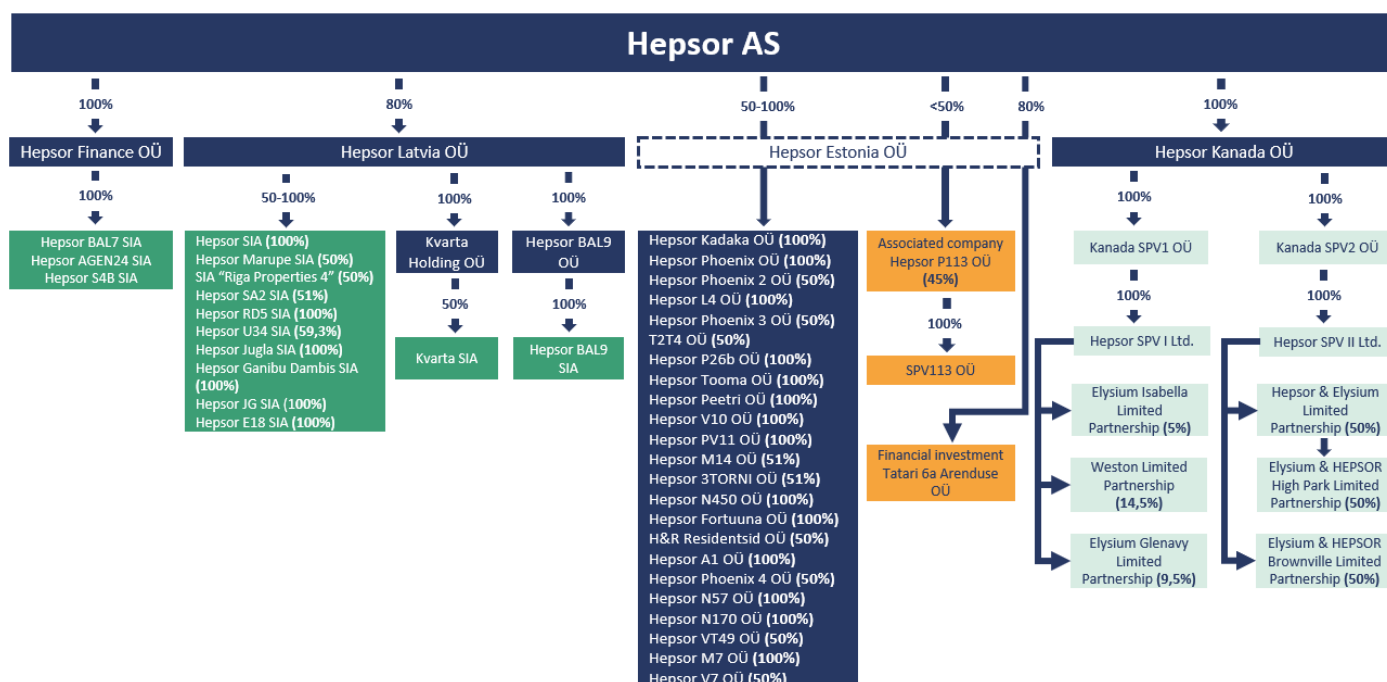 Hepsor AS
100%
80%
50-100%
<50%
80%
100%
Hepsor Finance OÜ
Hepsor Latvia OÜ
Hepsor Estonia OÜ
Hepsor Kanada OÜ
100%
50-100%
100%
100%
100%
100%
Hepsor BAL7 SIA
Hepsor AGEN24 SIA
Hepsor S4B SIA
Hepsor SIA (100%)
Hepsor Marupe SIA (50%)
SIA “Riga Properties 4” (50%)
Hepsor SA2 SIA (51%)
Hepsor RD5 SIA (100%)
Hepsor U34 SIA (59,3%)
Hepsor Jugla SIA (100%)
Hepsor Ganibu Dambis SIA
(100%)
Hepsor JG SIA (100%)
Hepsor E18 SIA (100%)
Kvarta
Holding OÜ
50%
Kvarta SIA
Hepsor BAL9
OÜ
100%
Hepsor BAL9
SIA
Hepsor Kadaka OÜ (100%)
Hepsor Phoenix OÜ (100%)
Hepsor Phoenix 2 OÜ (50%)
Hepsor L4 OÜ (100%)
Hepsor Phoenix 3 OÜ (50%)
T2T4 OÜ (50%)
Hepsor P26b OÜ (100%)
Hepsor Tooma OÜ (100%)
Hepsor Peetri OÜ (100%)
Hepsor V10 OÜ (100%)
Hepsor PV11 OÜ (100%)
Hepsor M14 OÜ (51%)
Hepsor 3TORNI OÜ (51%)
Hepsor N450 OÜ (100%)
Hepsor Fortuuna OÜ (100%)
H&R Residentsid OÜ (50%)
Hepsor A1 OÜ (100%)
Hepsor Phoenix 4 OÜ (50%)
Hepsor N57 OÜ (100%)
Hepsor N170 OÜ (100%)
Hepsor VT49 OÜ (50%)
Hepsor M7 OÜ (100%)
Hepsor V7 OÜ (50%)
Associated company
Hepsor P113 OÜ
(45%)
100%
SPV113 OÜ
Financial investment
Tatari 6a Arenduse
OÜ
Kanada SPV1 OÜ
100%
Hepsor SPV I Ltd.
Elysium Isabella
Limited
Partnership (5%)
Weston Limited
Partnership
(14,5%)
Elysium Glenavy
Limited
Partnership (9,5%)
Kanada SPV2 OÜ
100%
Hepsor SPV II Ltd.
Hepsor & Elysium
Limited
Partnership
(50%)
Elysium & HEPSOR
High Park Limited
Partnership
(50%)
Elysium & HEPSOR
Brownville Limited
Partnership (50%)